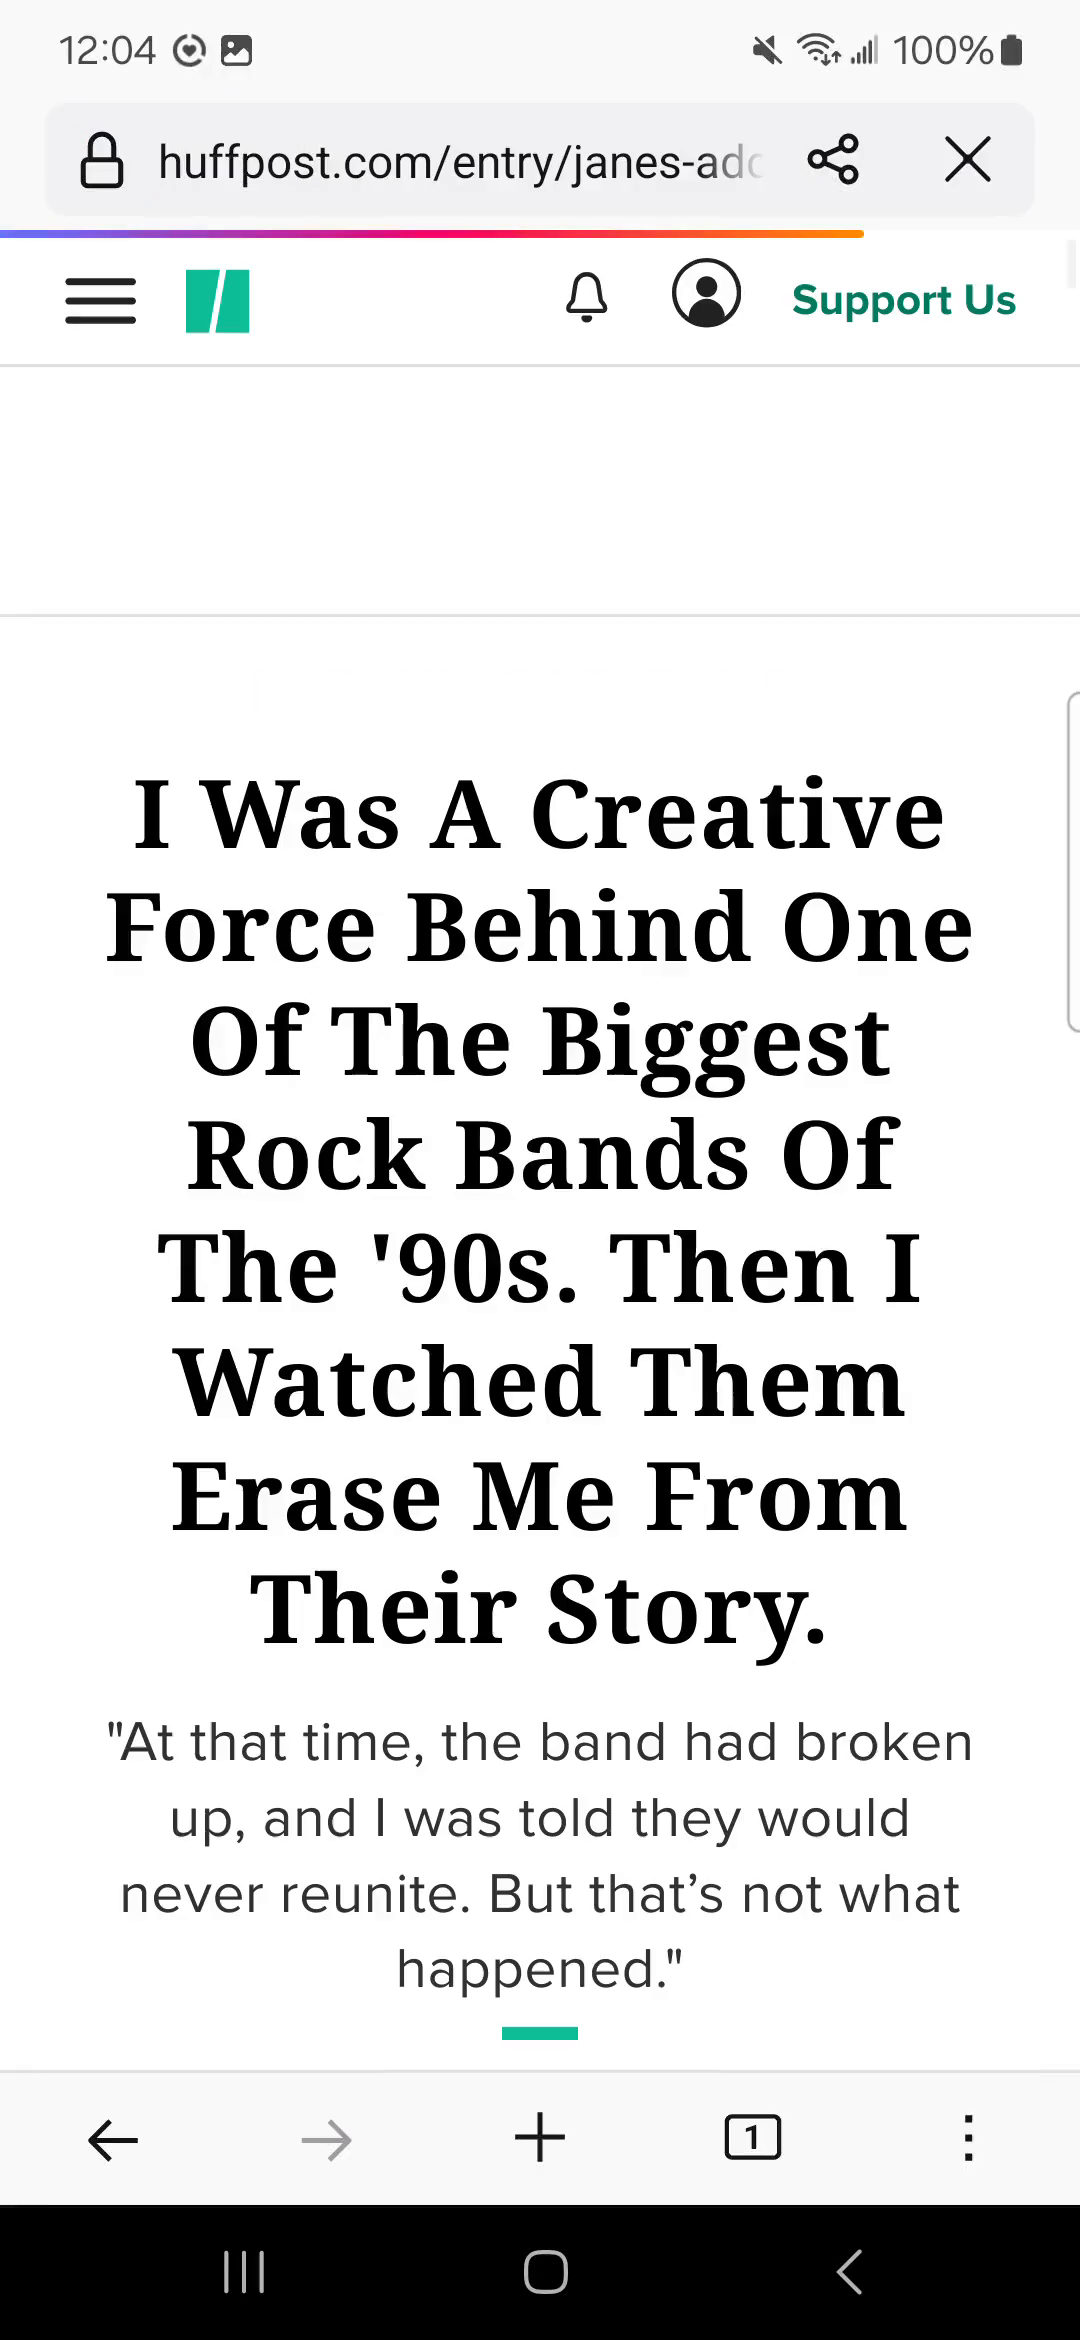 12:04
100%
huffpost.com/entry/janes-add
Support Us
I Was A Creative
Force Behind One
Of The Biggest
Rock Bands Of
The '90s. Then I
Watched Them
Erase Me From
Their Story.
"At that time, the band had broken
up, and I was told they would
never reunite. But that’s not what
happened."
1